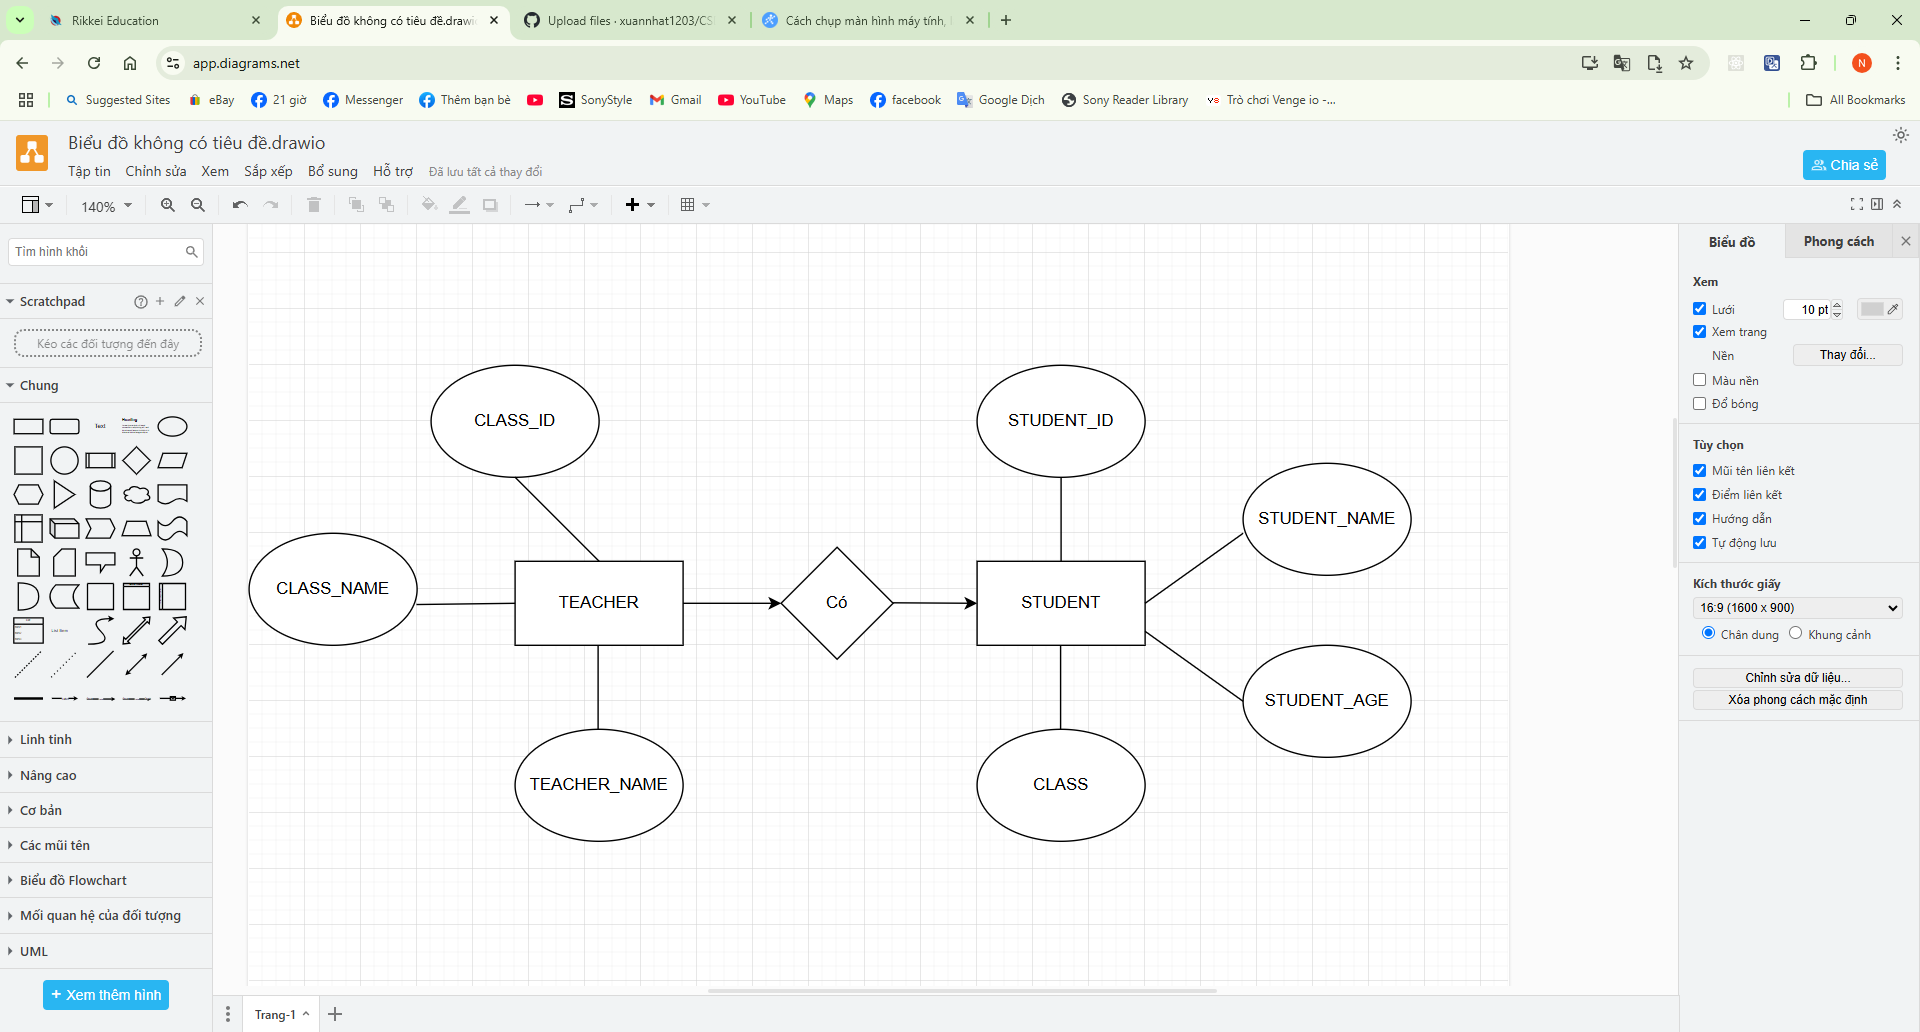 Rikkei Education
Biểu đồ không có tiêu đề.drawio
Upload files · xuannhat1203/CS
Cách chụp màn hình máy tính,
app.diagrams.net
N
Suggested Sites
eBay
21 giờ
Messenger
Thêm bạn bè
SonyStyle
Gmail
YouTube
Maps
facebook
Google Dịch
Sony Reader Library
Trò chơi Venge io -...
All Bookmarks
Biểu đồ không có tiêu đề.drawio
Tập tin
Chỉnh sửa
Xem
Sắp xếp
Bổ sung
Hỗ trợ
Đã lưu tất cả thay đổi
Chia sẻ
140%
Tìm hình khối
Scratchpad
Kéo các đối tượng đến đây
Chung
Text
Heading
Linh tinh
Nâng cao
Cơ bản
Các mũi tên
Biểu đồ Flowchart
Mối quan hệ của đối tượng
UML
+ Xem thêm hình
CLASS_ID
CLASS_NAME
TEACHER
TEACHER_NAME
Có
STUDENT_ID
STUDENT_NAME
STUDENT
STUDENT_AGE
CLASS
Trang-1
Biểu đồ
Phong cách
Xem
Lưới
10 pt
Xem trang
Nền
Thay đổi...
Màu nền
Đổ bóng
Tùy chọn
Mũi tên liên kết
Điểm liên kết
Hướng dẫn
Tự động lưu
Kích thước giấy
16:9 (1600 x 900)
Chân dung
Khung cảnh
Chỉnh sửa dữ liệu...
Xóa phong cách mặc định